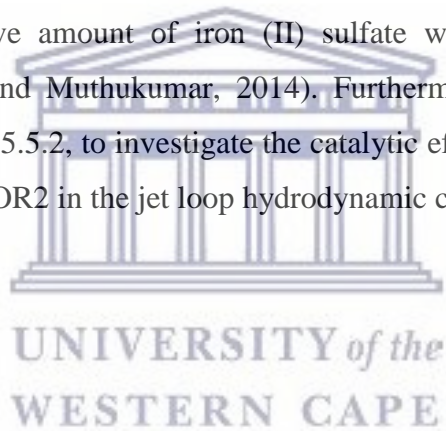 ve amount of iron (II) sulfate w
nd Muthukumar, 2014). Furtherm
5.5.2, to investigate the catalytic ef
OR2 in the jet loop hydrodynamic c
UNIVERSITY of the
WESTERN CAPE